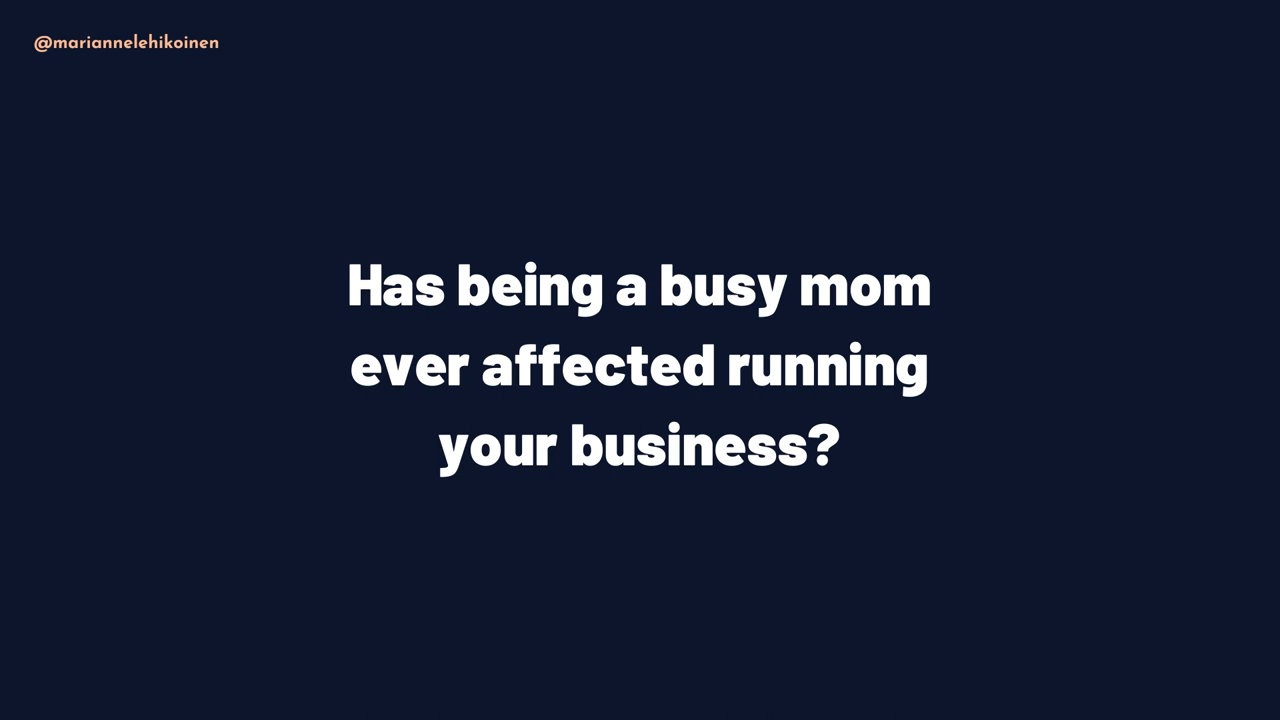 @mariannelehikoinen
Has being a busy mom
ever affected running
your business?